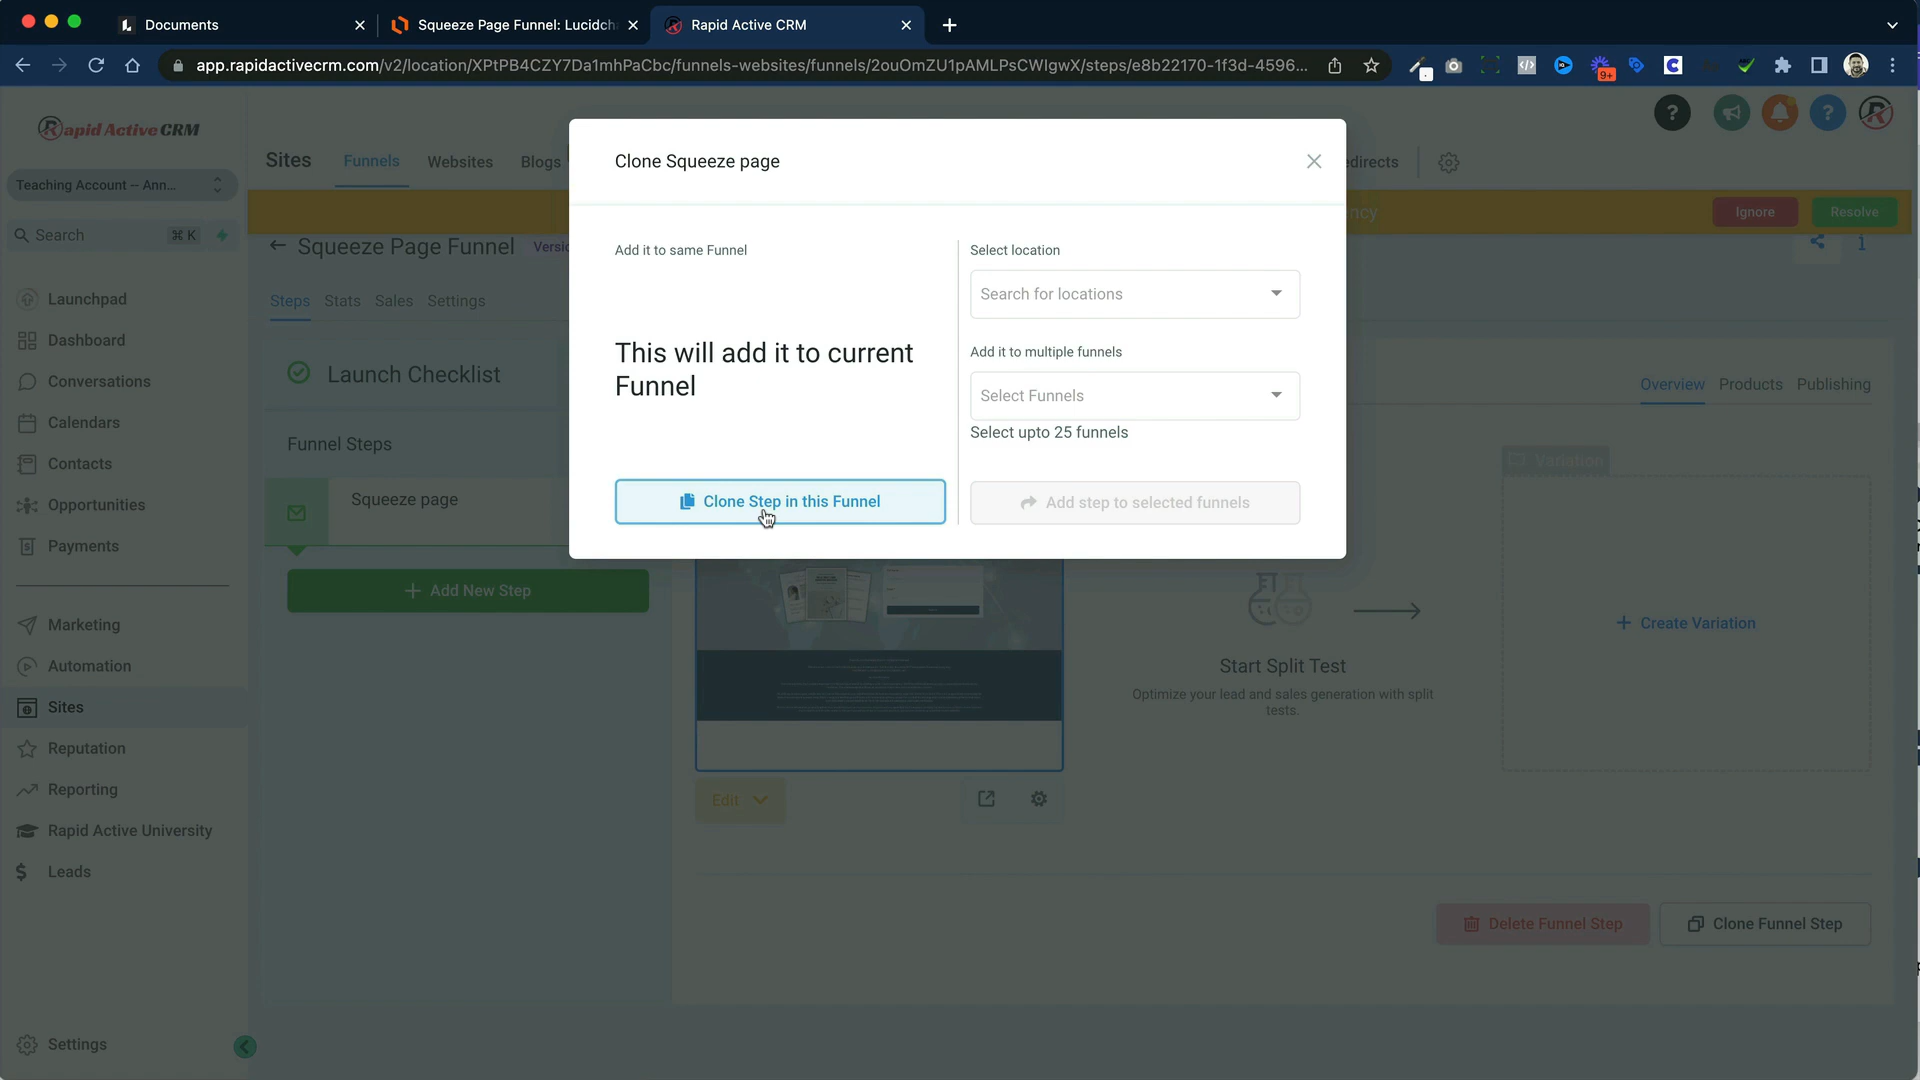 Documents
Squeeze Page Funnel: Lucidch
Rapid Active CRM
app.rapidactivecrm.com/v2/location/XPtPB4CZY7Da1mhPaCbc/funnels-websites/funnels/2ouOmZU1pAMLPsCWIgwX/steps/e8b22170-1f3d-4596...
9+
Rapid Active CRM
Sites
Funnels
Websites
Blogs
edirects
Teaching Account -- Ann...
ncy
Ignore
Resolve
Search
⌘ K
Squeeze Page Funnel
Versio
Steps
Stats
Sales
Settings
Launchpad
Dashboard
Conversations
Calendars
Contacts
Opportunities
Payments
Marketing
Automation
Sites
Reputation
Reporting
Rapid Active University
Leads
Settings
Launch Checklist
Funnel Steps
Squeeze page
+ Add New Step
Clone Squeeze page
Add it to same Funnel
This will add it to current
Funnel
Clone Step in this Funnel
Select location
Search for locations
Add it to multiple funnels
Select Funnels
Select upto 25 funnels
Add step to selected funnels
Overview
Products
Publishing
Variation
+ Create Variation
Start Split Test
Optimize your lead and sales generation with split
tests.
Edit
Delete Funnel Step
Clone Funnel Step